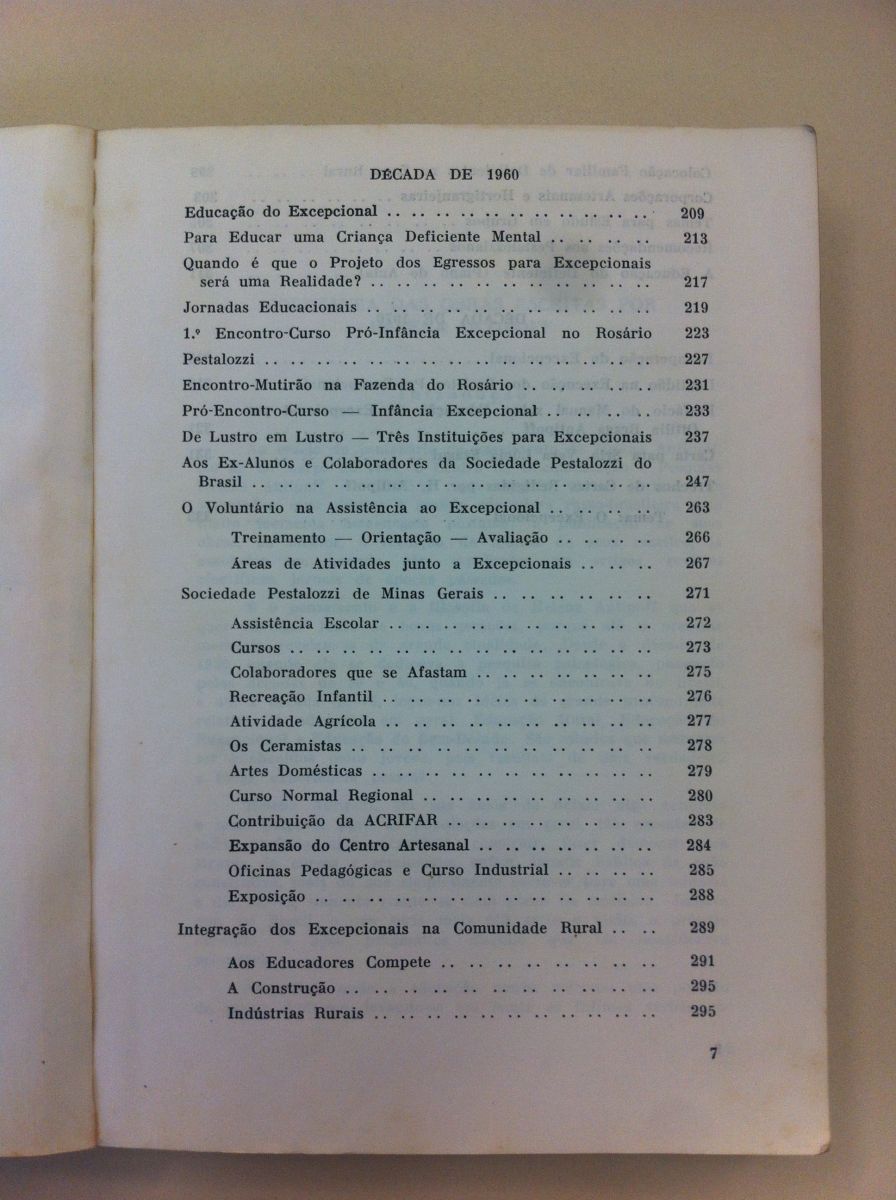 DÉCADA DE 1960
Educação do Excepcional .. .. .. .. .. .. .. .. .. .. .. .. .. 209
Para Educar uma Criança Deficiente Mental .. .. .. .. .. 213
Quando é que o Projeto dos Egressos para Excepcionais
será uma Realidade? .. .. .. .. .. .. .. .. .. .. .. .. 217
Jornadas Educacionais .. .. .. .. .. .. .. .. .. .. .. .. 219
1.º Encontro-Curso Pró-Infância Excepcional no Rosário 223
Pestalozzi .. .. .. .. .. .. .. .. .. .. .. .. .. .. .. .. 227
Encontro-Mutirão na Fazenda do Rosário .. .. .. .. .. 231
Pró-Encontro-Curso — Infância Excepcional .. .. .. .. 233
De Lustro em Lustro — Três Instituições para Excepcionais 237
Aos Ex-Alunos e Colaboradores da Sociedade Pestalozzi do
Brasil .. .. .. .. .. .. .. .. .. .. .. .. .. .. .. .. 247
O Voluntário na Assistência ao Excepcional .. .. .. .. 263
Treinamento — Orientação — Avaliação .. .. .. .. 266
Áreas de Atividades junto a Excepcionais .. .. .. 267
Sociedade Pestalozzi de Minas Gerais .. .. .. .. .. .. 271
Assistência Escolar .. .. .. .. .. .. .. .. .. .. 272
Cursos .. .. .. .. .. .. .. .. .. .. .. .. .. .. 273
Colaboradores que se Afastam .. .. .. .. .. .. .. 275
Recreação Infantil .. .. .. .. .. .. .. .. .. .. 276
Atividade Agrícola .. .. .. .. .. .. .. .. .. .. 277
Os Ceramistas .. .. .. .. .. .. .. .. .. .. .. 278
Artes Domésticas .. .. .. .. .. .. .. .. .. .. 279
Curso Normal Regional .. .. .. .. .. .. .. .. .. 280
Contribuição da ACRIFAR .. .. .. .. .. .. .. .. 283
Expansão do Centro Artesanal .. .. .. .. .. .. .. 284
Oficinas Pedagógicas e Curso Industrial .. .. .. .. 285
Exposição .. .. .. .. .. .. .. .. .. .. .. .. .. 288
Integração dos Excepcionais na Comunidade Rural .. .. 289
Aos Educadores Compete .. .. .. .. .. .. .. .. 291
A Construção .. .. .. .. .. .. .. .. .. .. .. 295
Indústrias Rurais .. .. .. .. .. .. .. .. .. .. 295
7